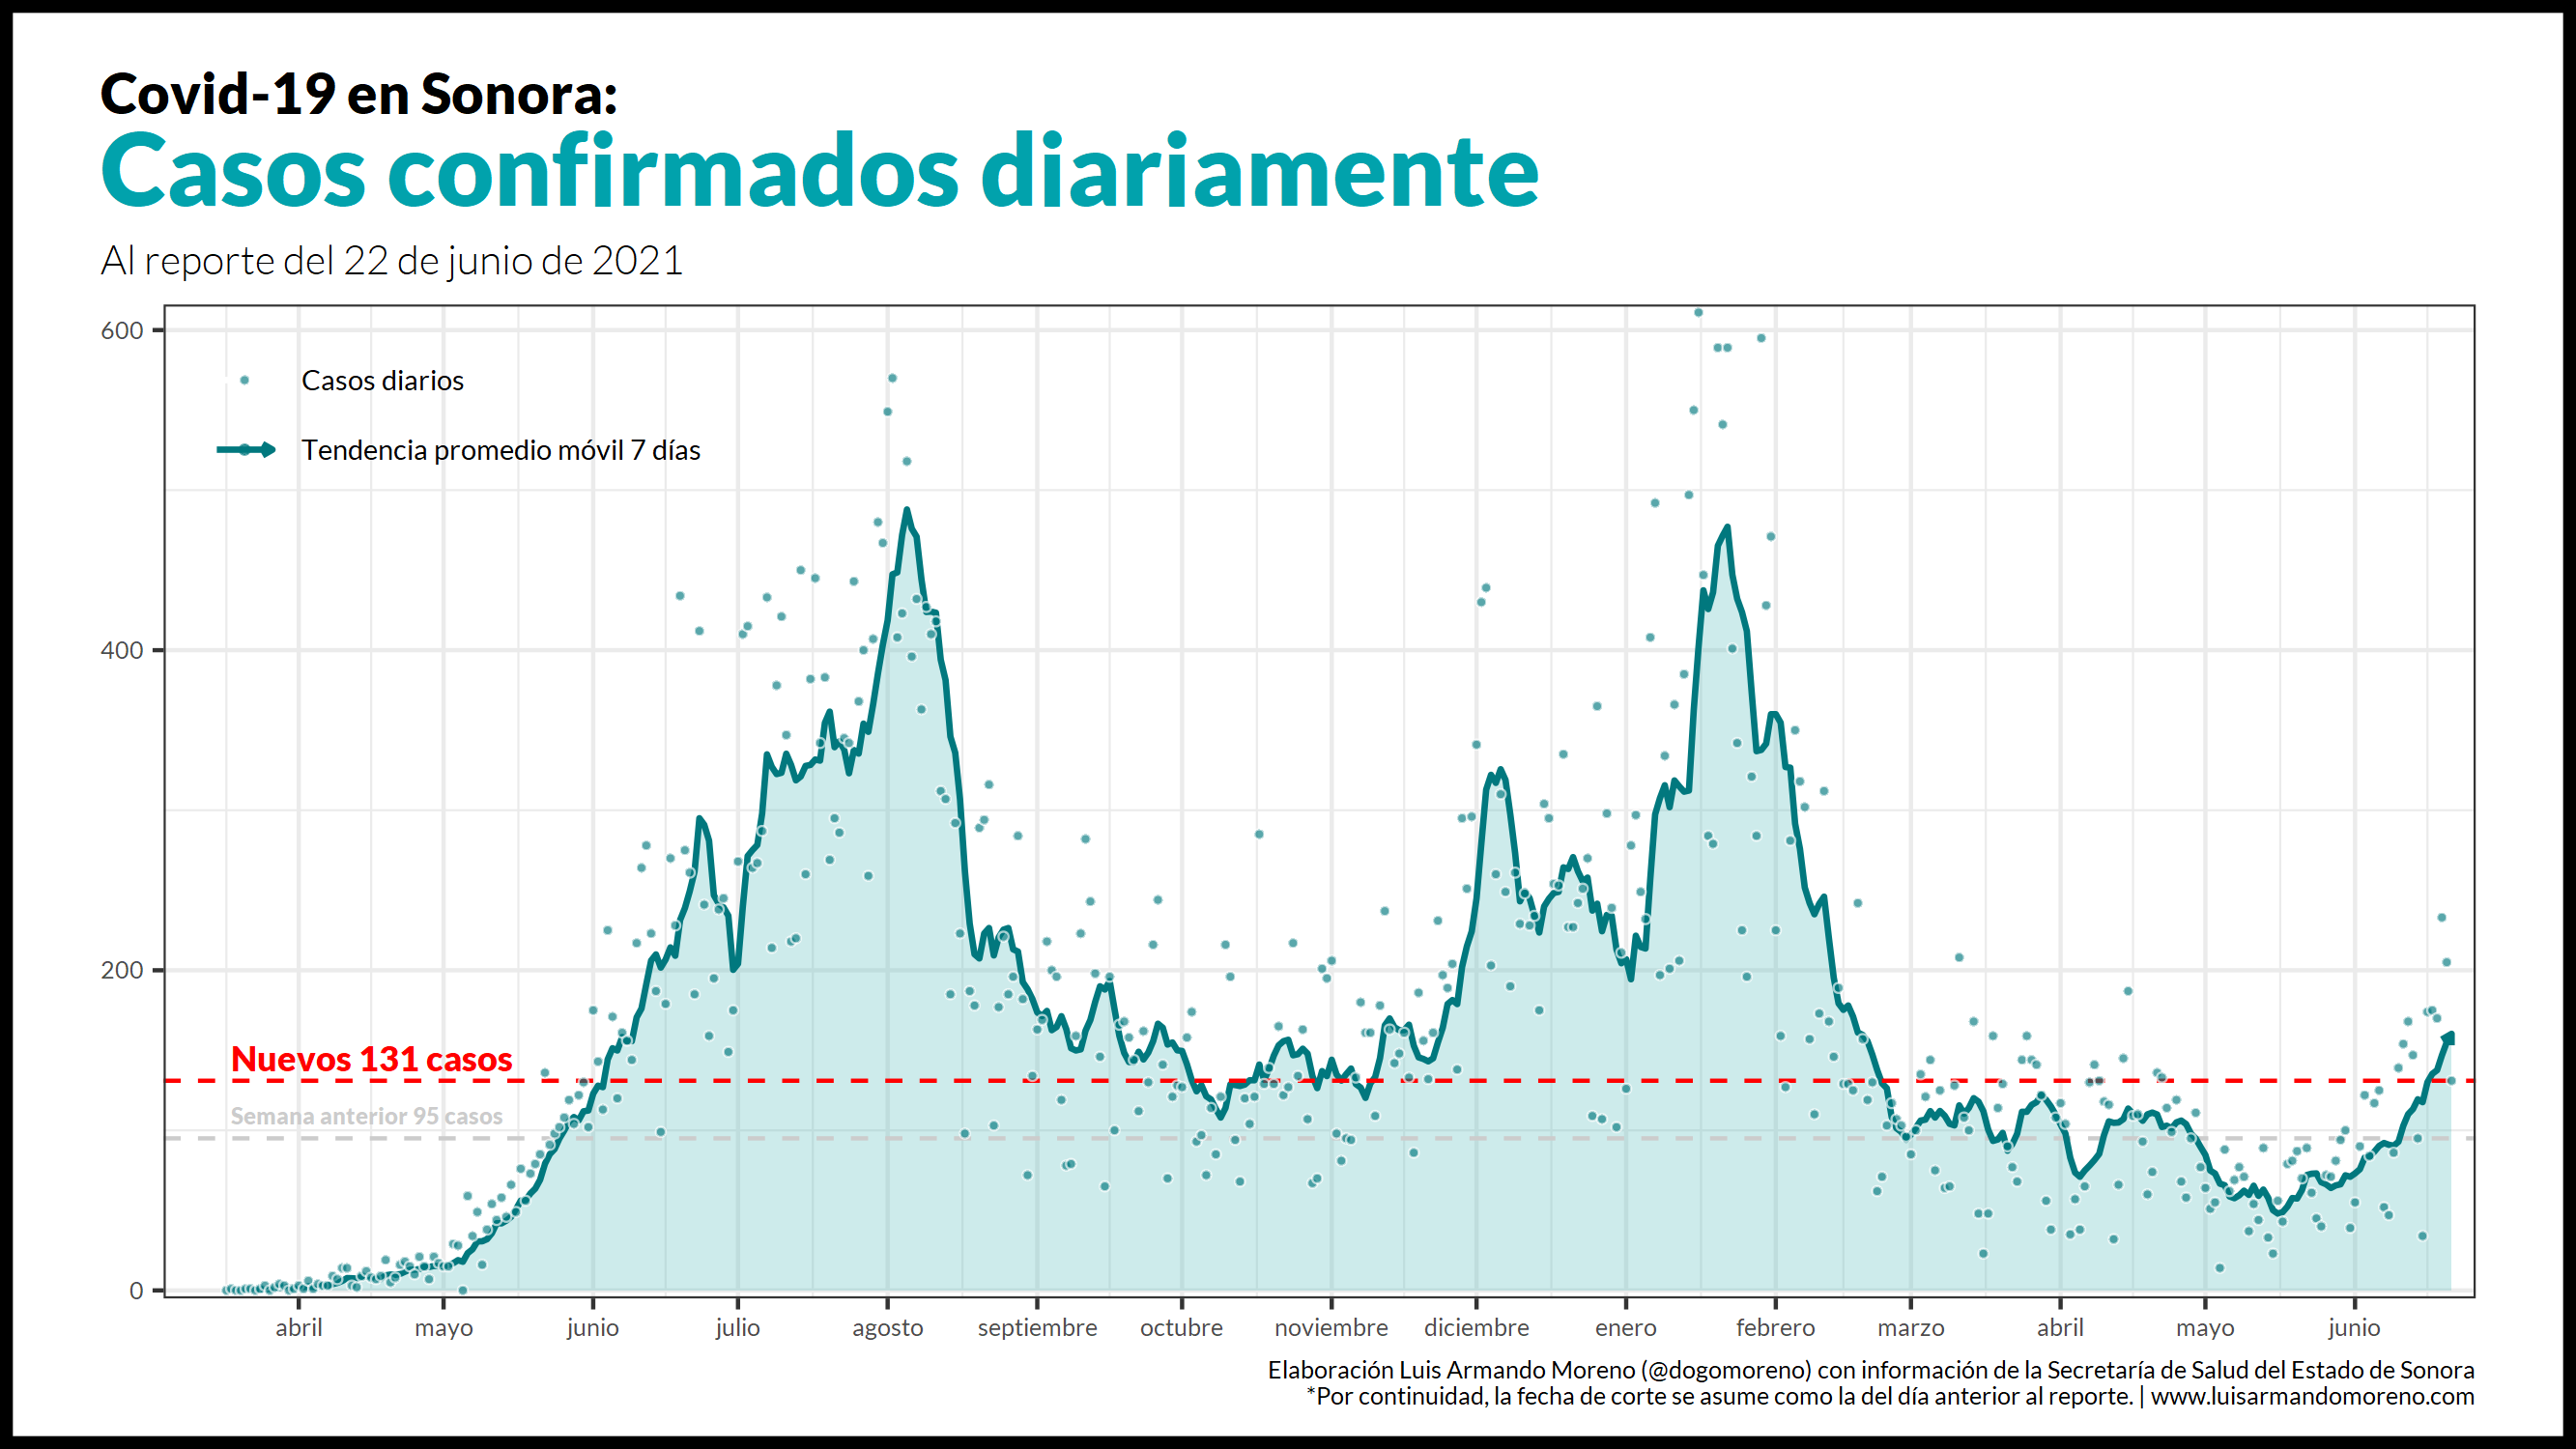 Covid-19 en Sonora:
Casos confirmados diariamente
Al reporte del 22 de junio de 2021
600
Casos diarios
Tendencia promedio móvil 7 días
400
200
Nuevos 131 casos
Semana anterior 95 casos
0
abril mayo junio julio agosto septiembre octubre noviembre diciembre enero febrero marzo abril mayo junio
Elaboración Luis Armando Moreno (@dogomoreno) con información de la Secretaría de Salud del Estado de Sonora
*Por continuidad, la fecha de corte se asume como la del día anterior al reporte. | www.luisarmandomoreno.com